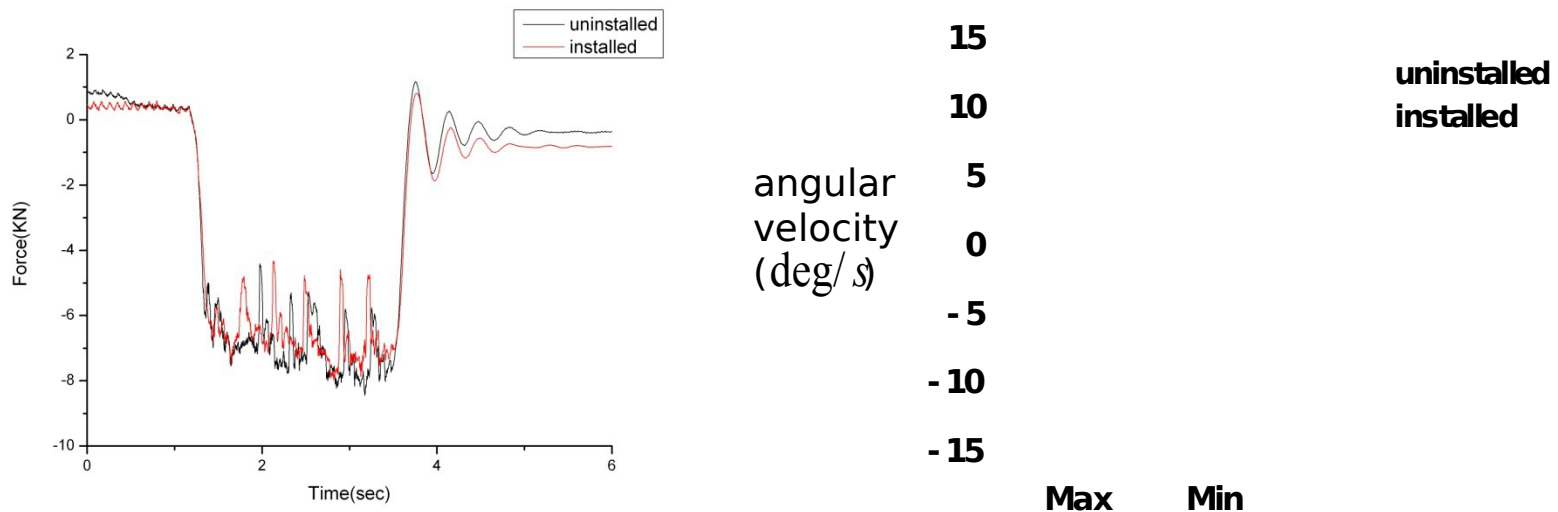 uninstalled
installed
2
0
-2
-4
-6
-8
-10
Force(KN)
0 2 4 6
Time(sec)
15
10
5
0
- 5
- 10
- 15
angular
velocity
(deg/s)
uninstalled
installed
Max Min